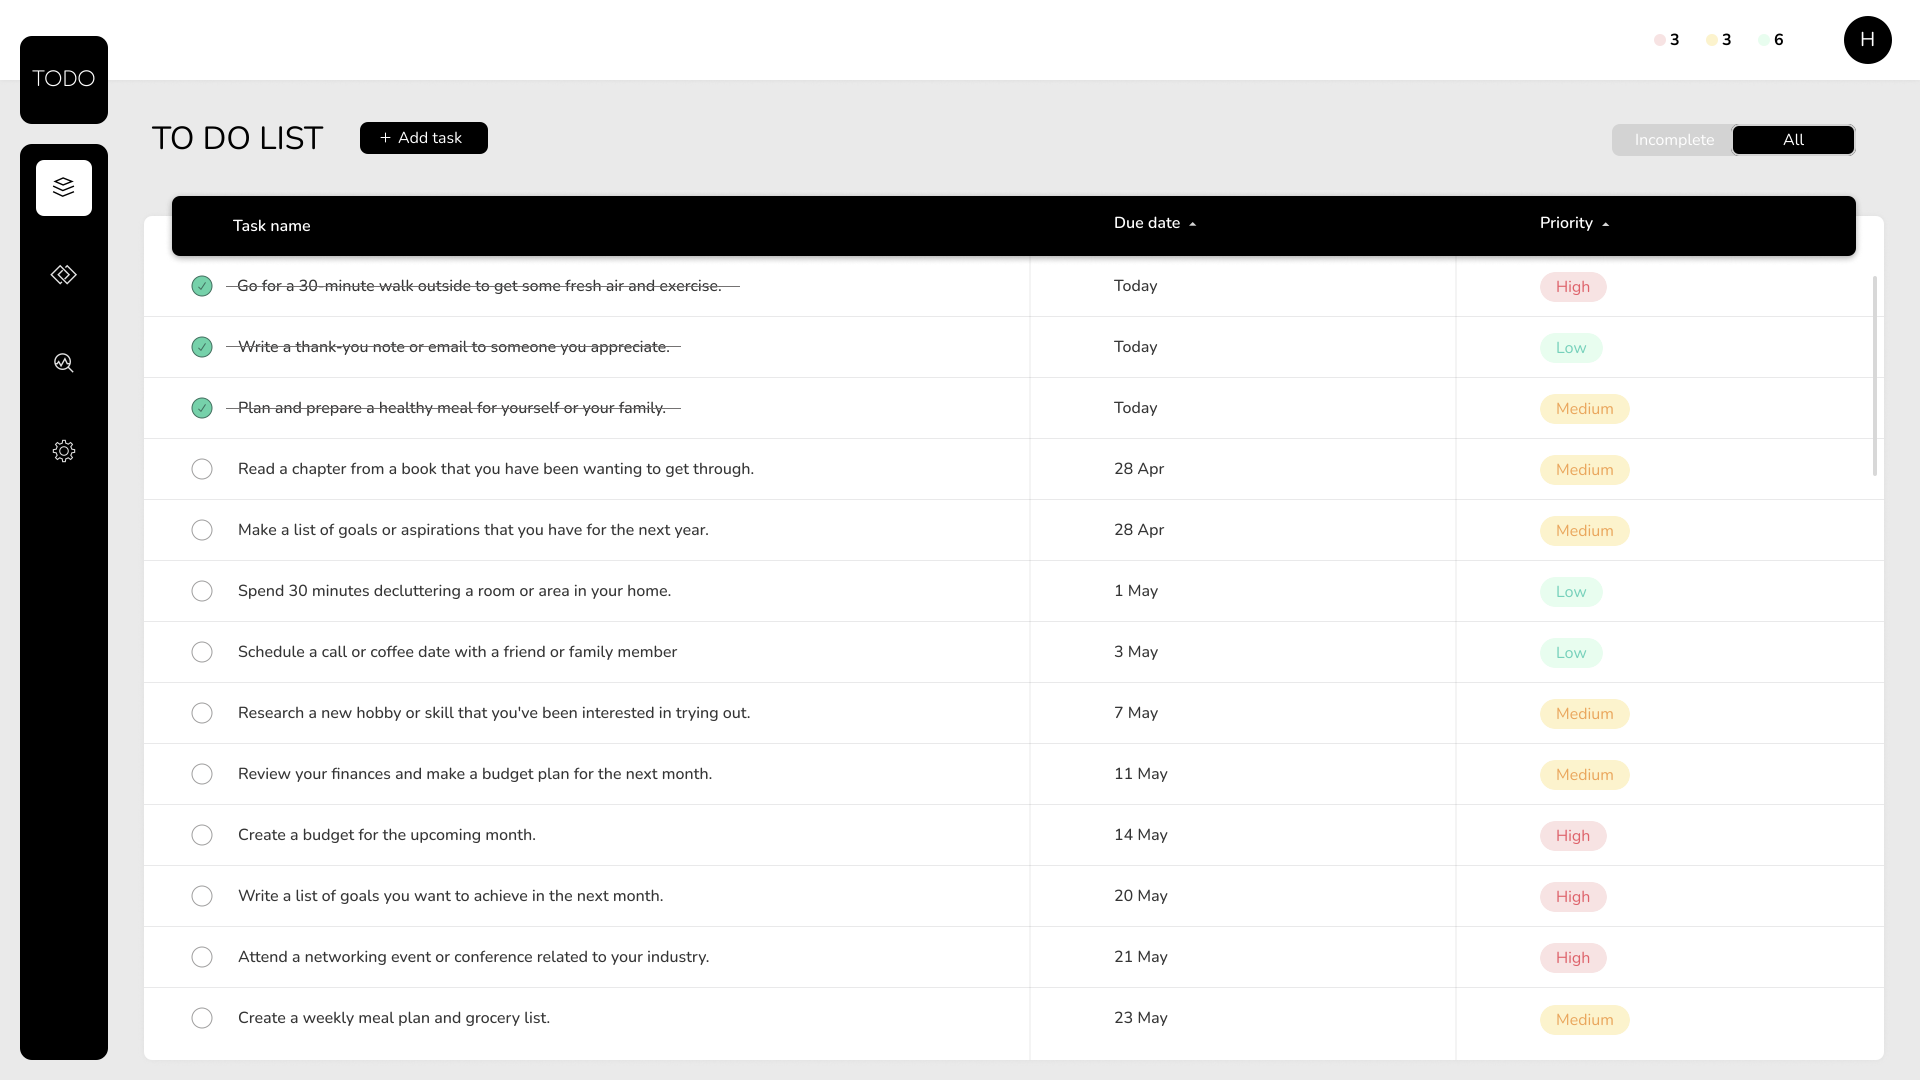 3 3 6 H
TODO
TO DO LIST + Add task Incomplete All
Task name Due date Priority
Go for a 30-minute walk outside to get some fresh air and exercise. Today High
Write a thank-you note or email to someone you appreciate. Today Low
Plan and prepare a healthy meal for yourself or your family. Today Medium
Read a chapter from a book that you have been wanting to get through. 28 Apr Medium
Make a list of goals or aspirations that you have for the next year. 28 Apr Medium
Spend 30 minutes decluttering a room or area in your home. 1 May Low
Schedule a call or coffee date with a friend or family member 3 May Low
Research a new hobby or skill that you've been interested in trying out. 7 May Medium
Review your finances and make a budget plan for the next month. 11 May Medium
Create a budget for the upcoming month. 14 May High
Write a list of goals you want to achieve in the next month. 20 May High
Attend a networking event or conference related to your industry. 21 May High
Create a weekly meal plan and grocery list. 23 May Medium